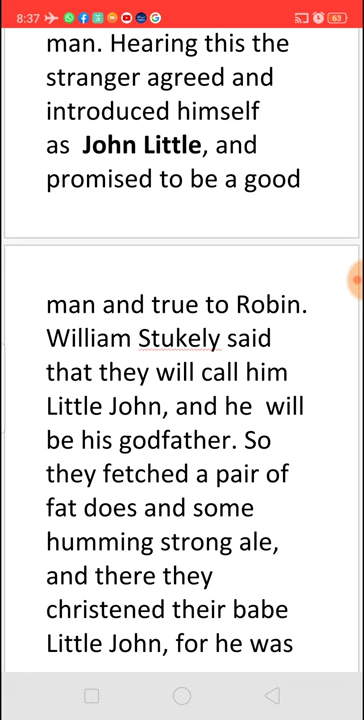 8:37
63
man. Hearing this the
stranger agreed and
introduced himself
as  John Little, and
promised to be a good
man and true to Robin.
William Stukely said
that they will call him
Little John, and he  will
be his godfather. So
they fetched a pair of
fat does and some
humming strong ale,
and there they
christened their babe
Little John, for he was